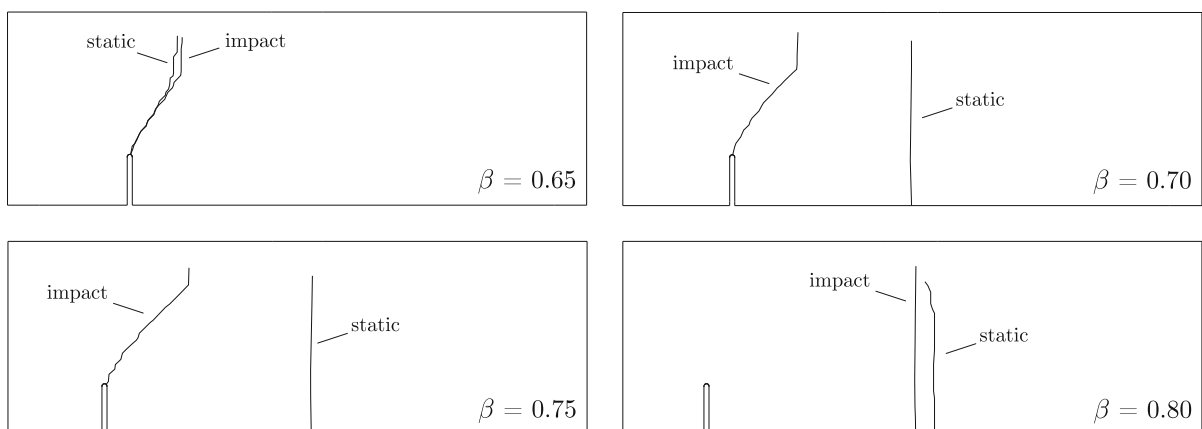 static
impact
β = 0.65
impact
static
β = 0.70
impact
static
β = 0.75
impact
static
β = 0.80